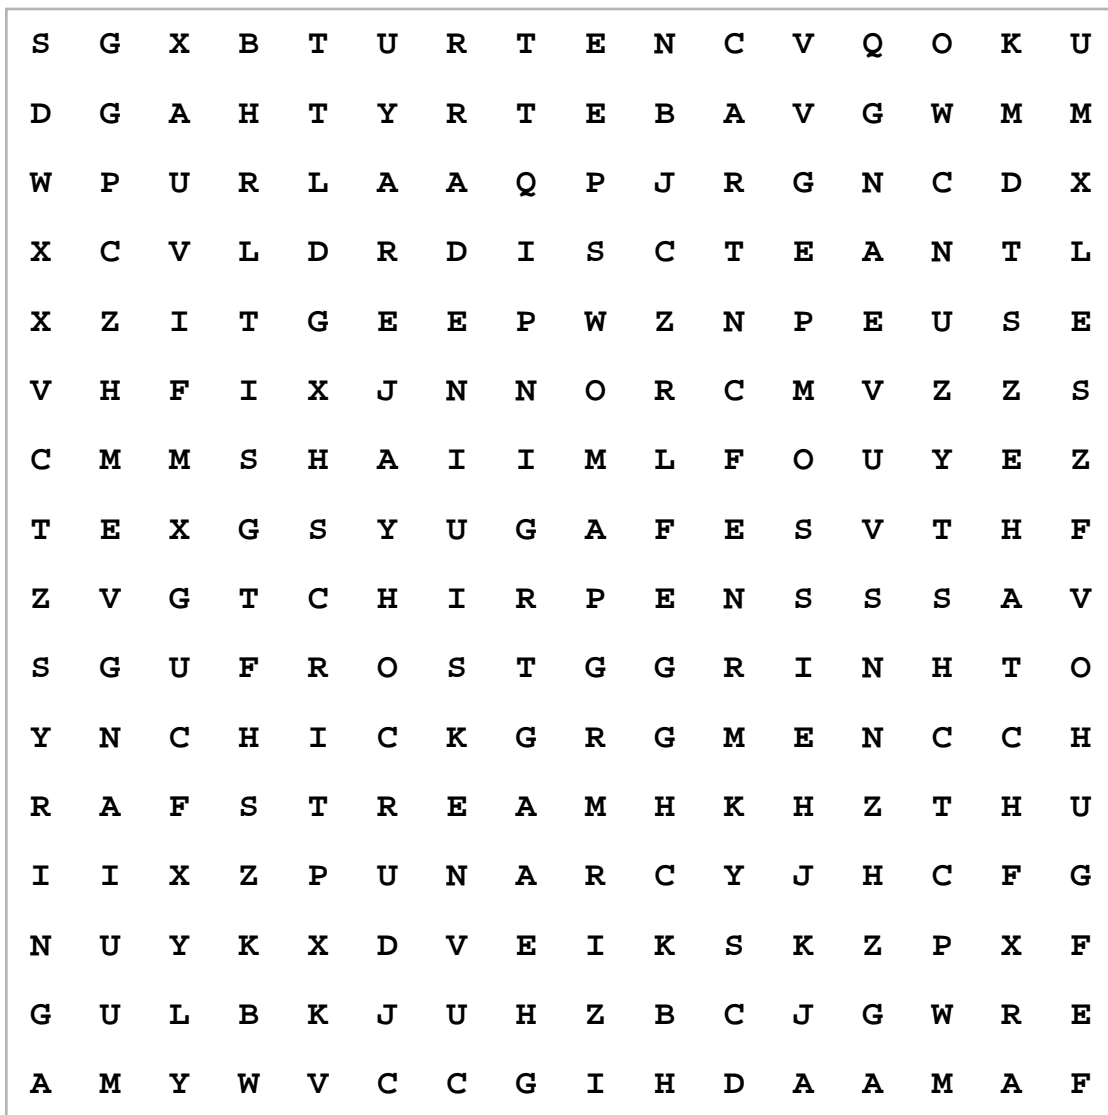 S G X B T U R T E N C V Q O K U
D G A H T Y R T E B A V G W M M
W P U R L A A Q P J R G N C D X
X C V L D R D I S C T E A N T L
X Z I T G E E P W Z N P E U S E
V H F I X J N N O R C M V Z Z S
C M M S H A I I M L F O U Y E Z
T E X G S Y U G A F E S V T H F
Z V G T C H I R P E N S S S A V
S G U F R O S T G G R I N H T O
Y N C H I C K G R G M E N C C H
R A F S T R E A M H K H Z T H U
I I X Z P U N A R C Y J H C F G
N U Y K X D V E I K S K Z P X F
G U L B K J U H Z B C J G W R E
A M Y W V C C G I H D A A M A F